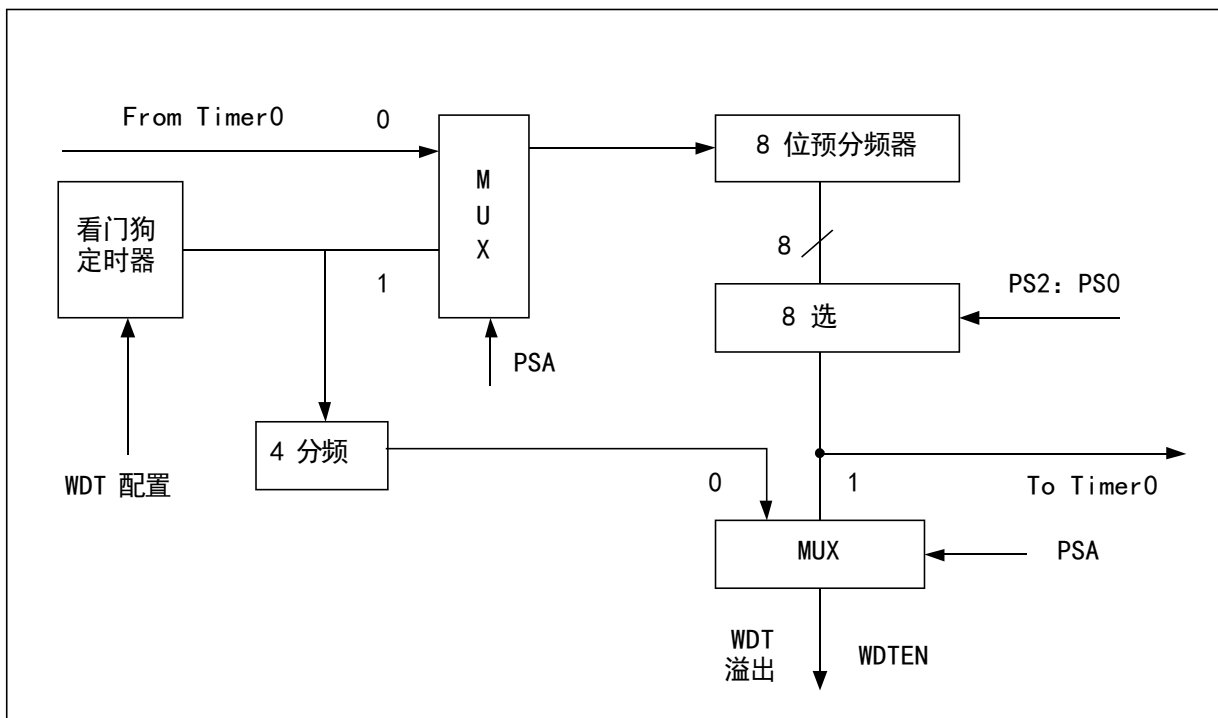 From Timer0
0
M
U
X
8 位预分频器
看门狗
定时器
1
8
PS2: PS0
8 选
PSA
4 分频
WDT 配置
0
1
To Timer0
MUX
PSA
WDT
溢出
WDTEN